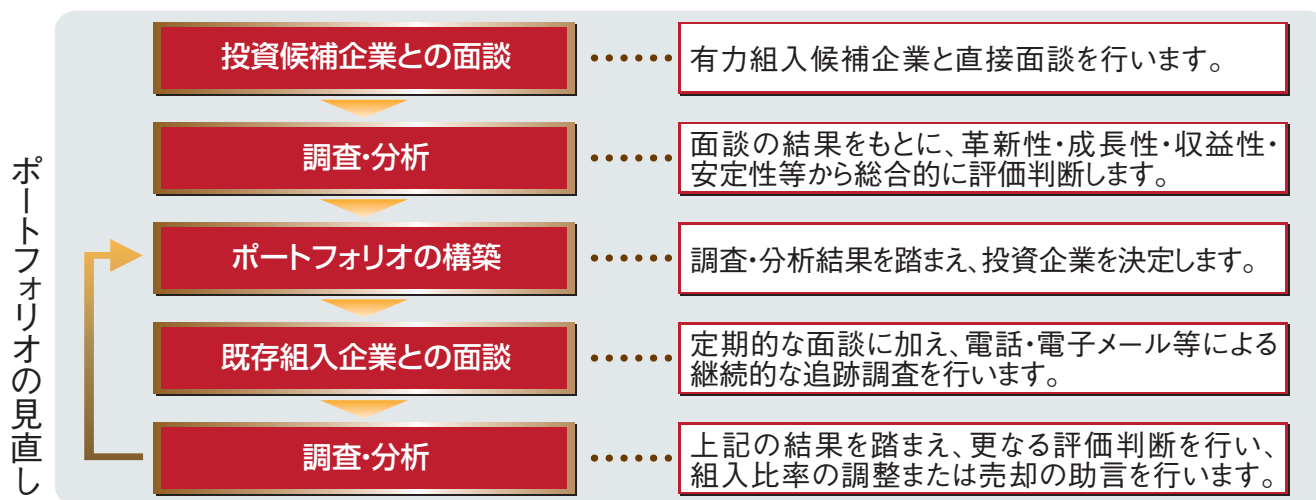 投資候補企業との面談
有力組入候補企業と直接面談を行います。
調査・分析
面談の結果をもとに、革新性・成長性・収益性・
安定性等から総合的に評価判断します。
ポートフォリオの構築
調査・分析結果を踏まえ、投資企業を決定します。
既存組入企業との面談
定期的な面談に加え、電話・電子メール等による
継続的な追跡調査を行います。
調査・分析
上記の結果を踏まえ、更なる評価判断を行い、
組入比率の調整または売却の助言を行います。
ポートフォリオの見直し